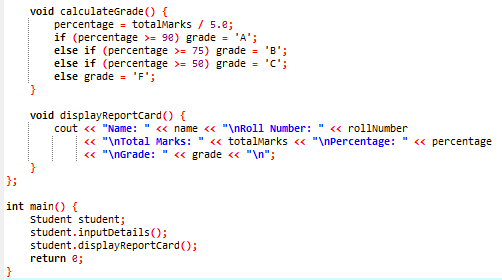 void calculateGrade() {
percentage = totalMarks / 5.0;
if (percentage >= 90) grade = 'A';
else if (percentage >= 75) grade = 'B';
else if (percentage >= 50) grade = 'C';
else grade = 'F';
}
void displayReportCard() {
cout << "Name: " << name << "\nRoll Number: " << rollNumber
<< "\nTotal Marks: " << totalMarks << "\nPercentage: " << percentage
<< "\nGrade: " << grade << "\n";
}
};
int main() {
Student student;
student.inputDetails();
student.displayReportCard();
return 0;
}